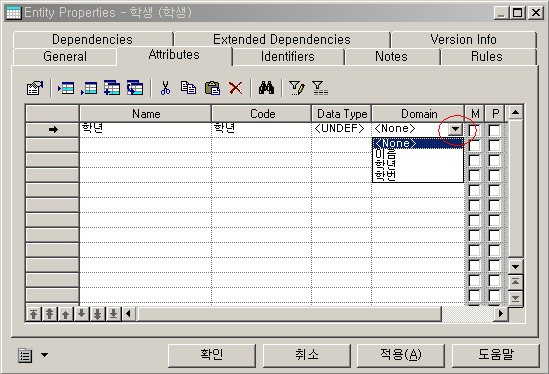 Entity Properties - 학생 (학생)
Dependencies Extended Dependencies Version Info
General Attributes Identifiers Notes Rules
Name Code Data Type Domain M P
학년 학년 <UNDEF> <None>
<None>
이름
학년
학번
확인 취소 적용(A) 도움말